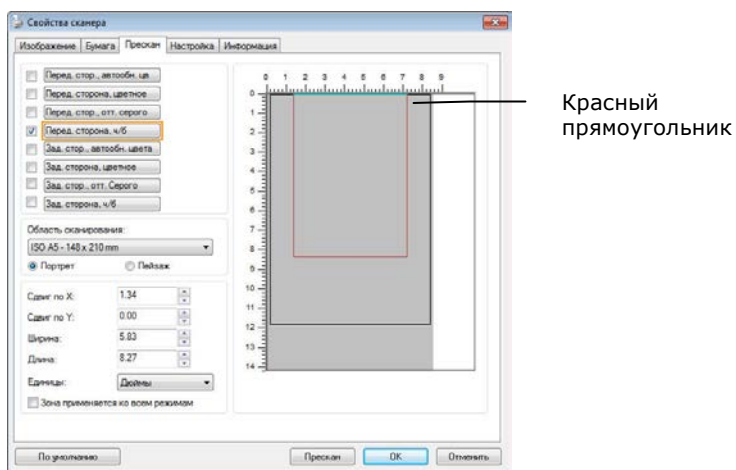 Свойства сканера
Изображение Бумага Прескан Настройка Информация
Перед. стор., автообн. цв
Перед. сторона, цветное
Перед. стор., отт. серого
Перед. сторона, ч/б
Зад. стор., автообн. цвета
Зад. сторона, цветное
Зад. стор., отт. Серого
Зад. сторона, ч/б
Область сканирования:
ISO A5 - 148 x 210 mm
Портрет Пейзаж
Сдвиг по X: 1.34
Сдвиг по Y: 0.00
Ширина: 5.83
Длина: 8.27
Единицы: Дюймы
Зона применяется ко всем режимам
0 1 2 3 4 5 6 7 8 9
0
1
2
3
4
5
6
7
8
9
10
11
12
13
14
Красный
прямоугольник
По умолчанию Прескан OK Отменить